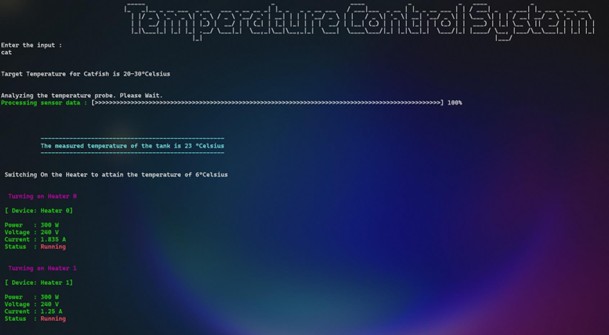 Temperature Control System
Enter the input :
cat
Target Temperature for Catfish is 20-30°Celsius
Analyzing the temperature probe. Please Wait.
Processing sensor data : [>>>>>>>>>>>>>>>>>>>>>>>>>>>>>>>>>>>>>>>>>>>>>>>>>>>>>>>>>>>>>>>>>>>>>>>>>>>>>>>>>>>>>>>>>>>>>>>>>>>>] 100%
The measured temperature of the tank is 23 °Celsius
Switching On the Heater to attain the temperature of 6°Celsius
Turning on Heater 0
[ Device: Heater 0]
Power : 300 W
Voltage : 200 V
Current : 1.835 A
Status : Running
Turning on Heater 1
[ Device: Heater 1]
Power : 300 W
Voltage : 240 V
Current : 1.25 A
Status : Running